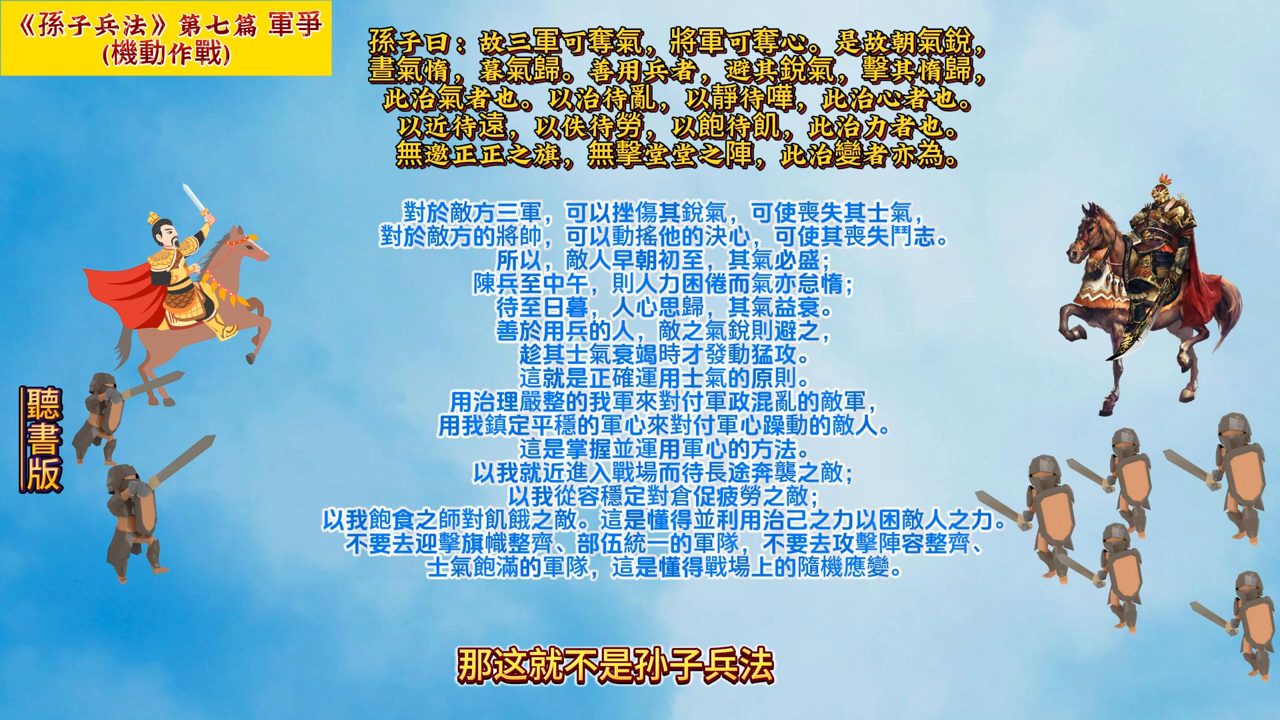 《孫子兵法》第七篇 軍爭
(機動作戰)
孫子曰：故三軍可奪氣，將軍可奪心。是故朝氣銳，
晝氣惰，暮氣歸。善用兵者，避其銳氣，擊其惰歸，
此治氣者也。以治待亂，以靜待嘩，此治心者也。
以近待遠，以佚待勞，以飽待飢，此治力者也。
無邀正正之旗，無擊堂堂之陣，此治變者亦為。
對於敵方三軍，可以挫傷其銳氣，可使喪失其士氣，
對於敵方的將帥，可以動搖他的決心，可使其喪失鬥志。
所以，敵人早朝初至，其氣必盛；
陳兵至中午，則人力困倦而氣亦怠惰；
待至日暮，人心思歸，其氣益衰。
善於用兵的人，敵之氣銳則避之，
趁其士氣衰竭時才發動猛攻。
這就是正確運用士氣的原則。
用治理嚴整的我軍來對付軍政混亂的敵軍，
用我鎮定平穩的軍心來對付軍心躁動的敵人。
這是掌握並運用軍心的方法。
以我就近進入戰場而待長途奔襲之敵；
以我從容穩定對倉促疲勞之敵；
以我飽食之師對飢餓之敵。這是懂得並利用治己之力以困敵人之力。
不要去迎擊旗幟整齊、部伍統一的軍隊，不要去攻擊陣容整齊、
士氣飽滿的軍隊，這是懂得戰場上的隨機應變。
聽書版
那这就不是孙子兵法